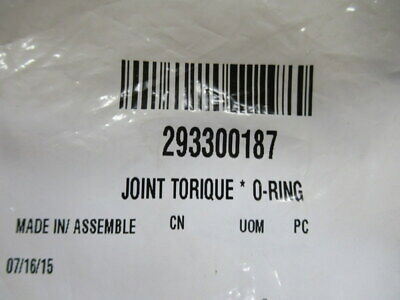 293300187
JOINT TORIQUE * O-RING
MADE IN/ ASSEMBLE CN UOM PC
07/16/15